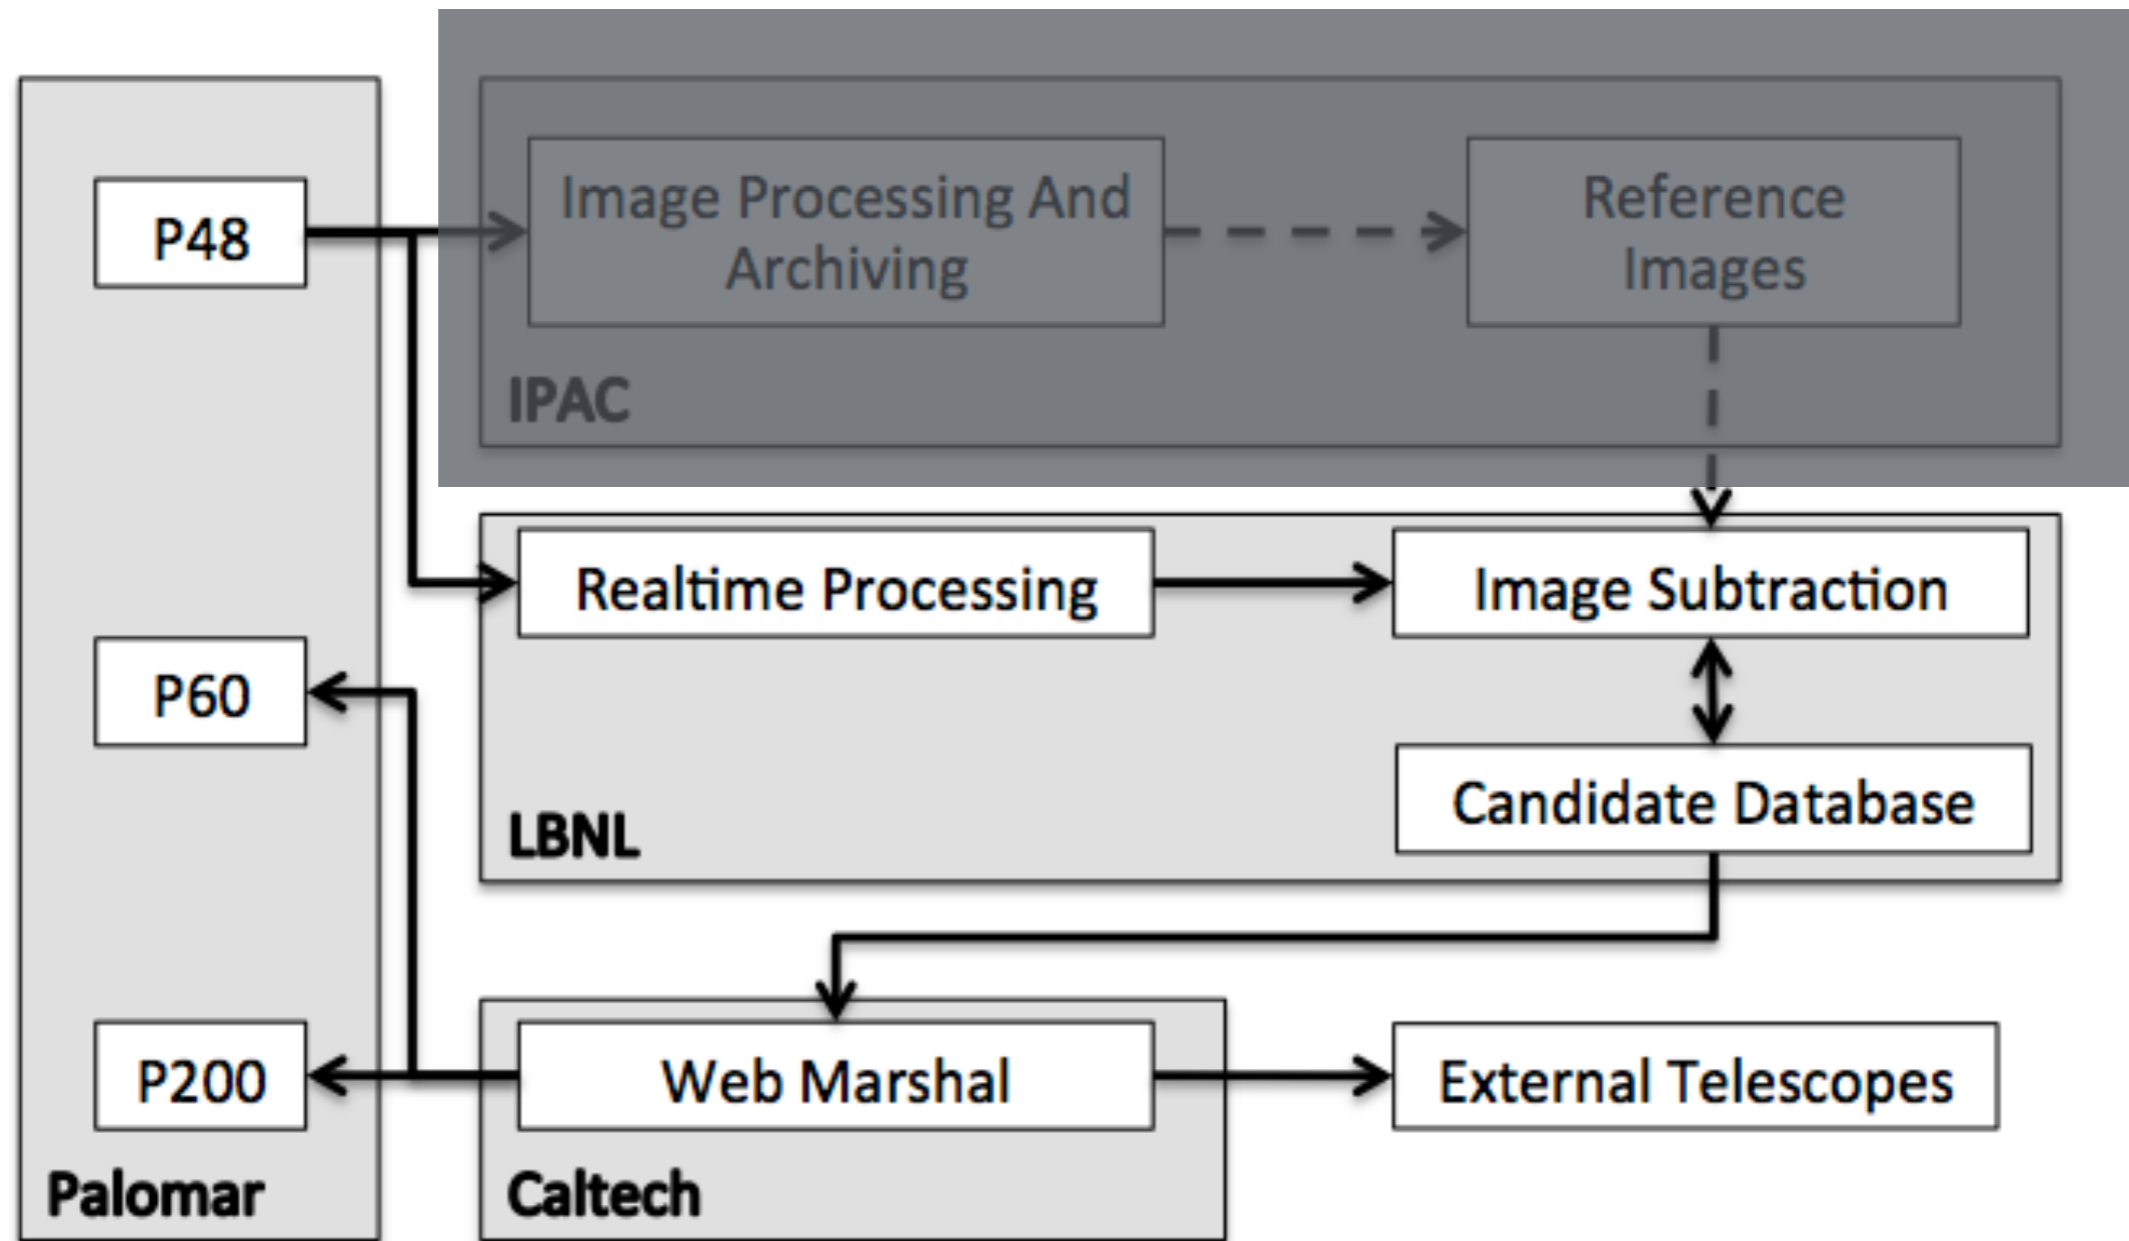 P48
Image Processing And
Archiving
Reference
Images
IPAC
Realtime Processing
Image Subtraction
P60
Candidate Database
LBNL
P200
Web Marshal
External Telescopes
Palomar
Caltech